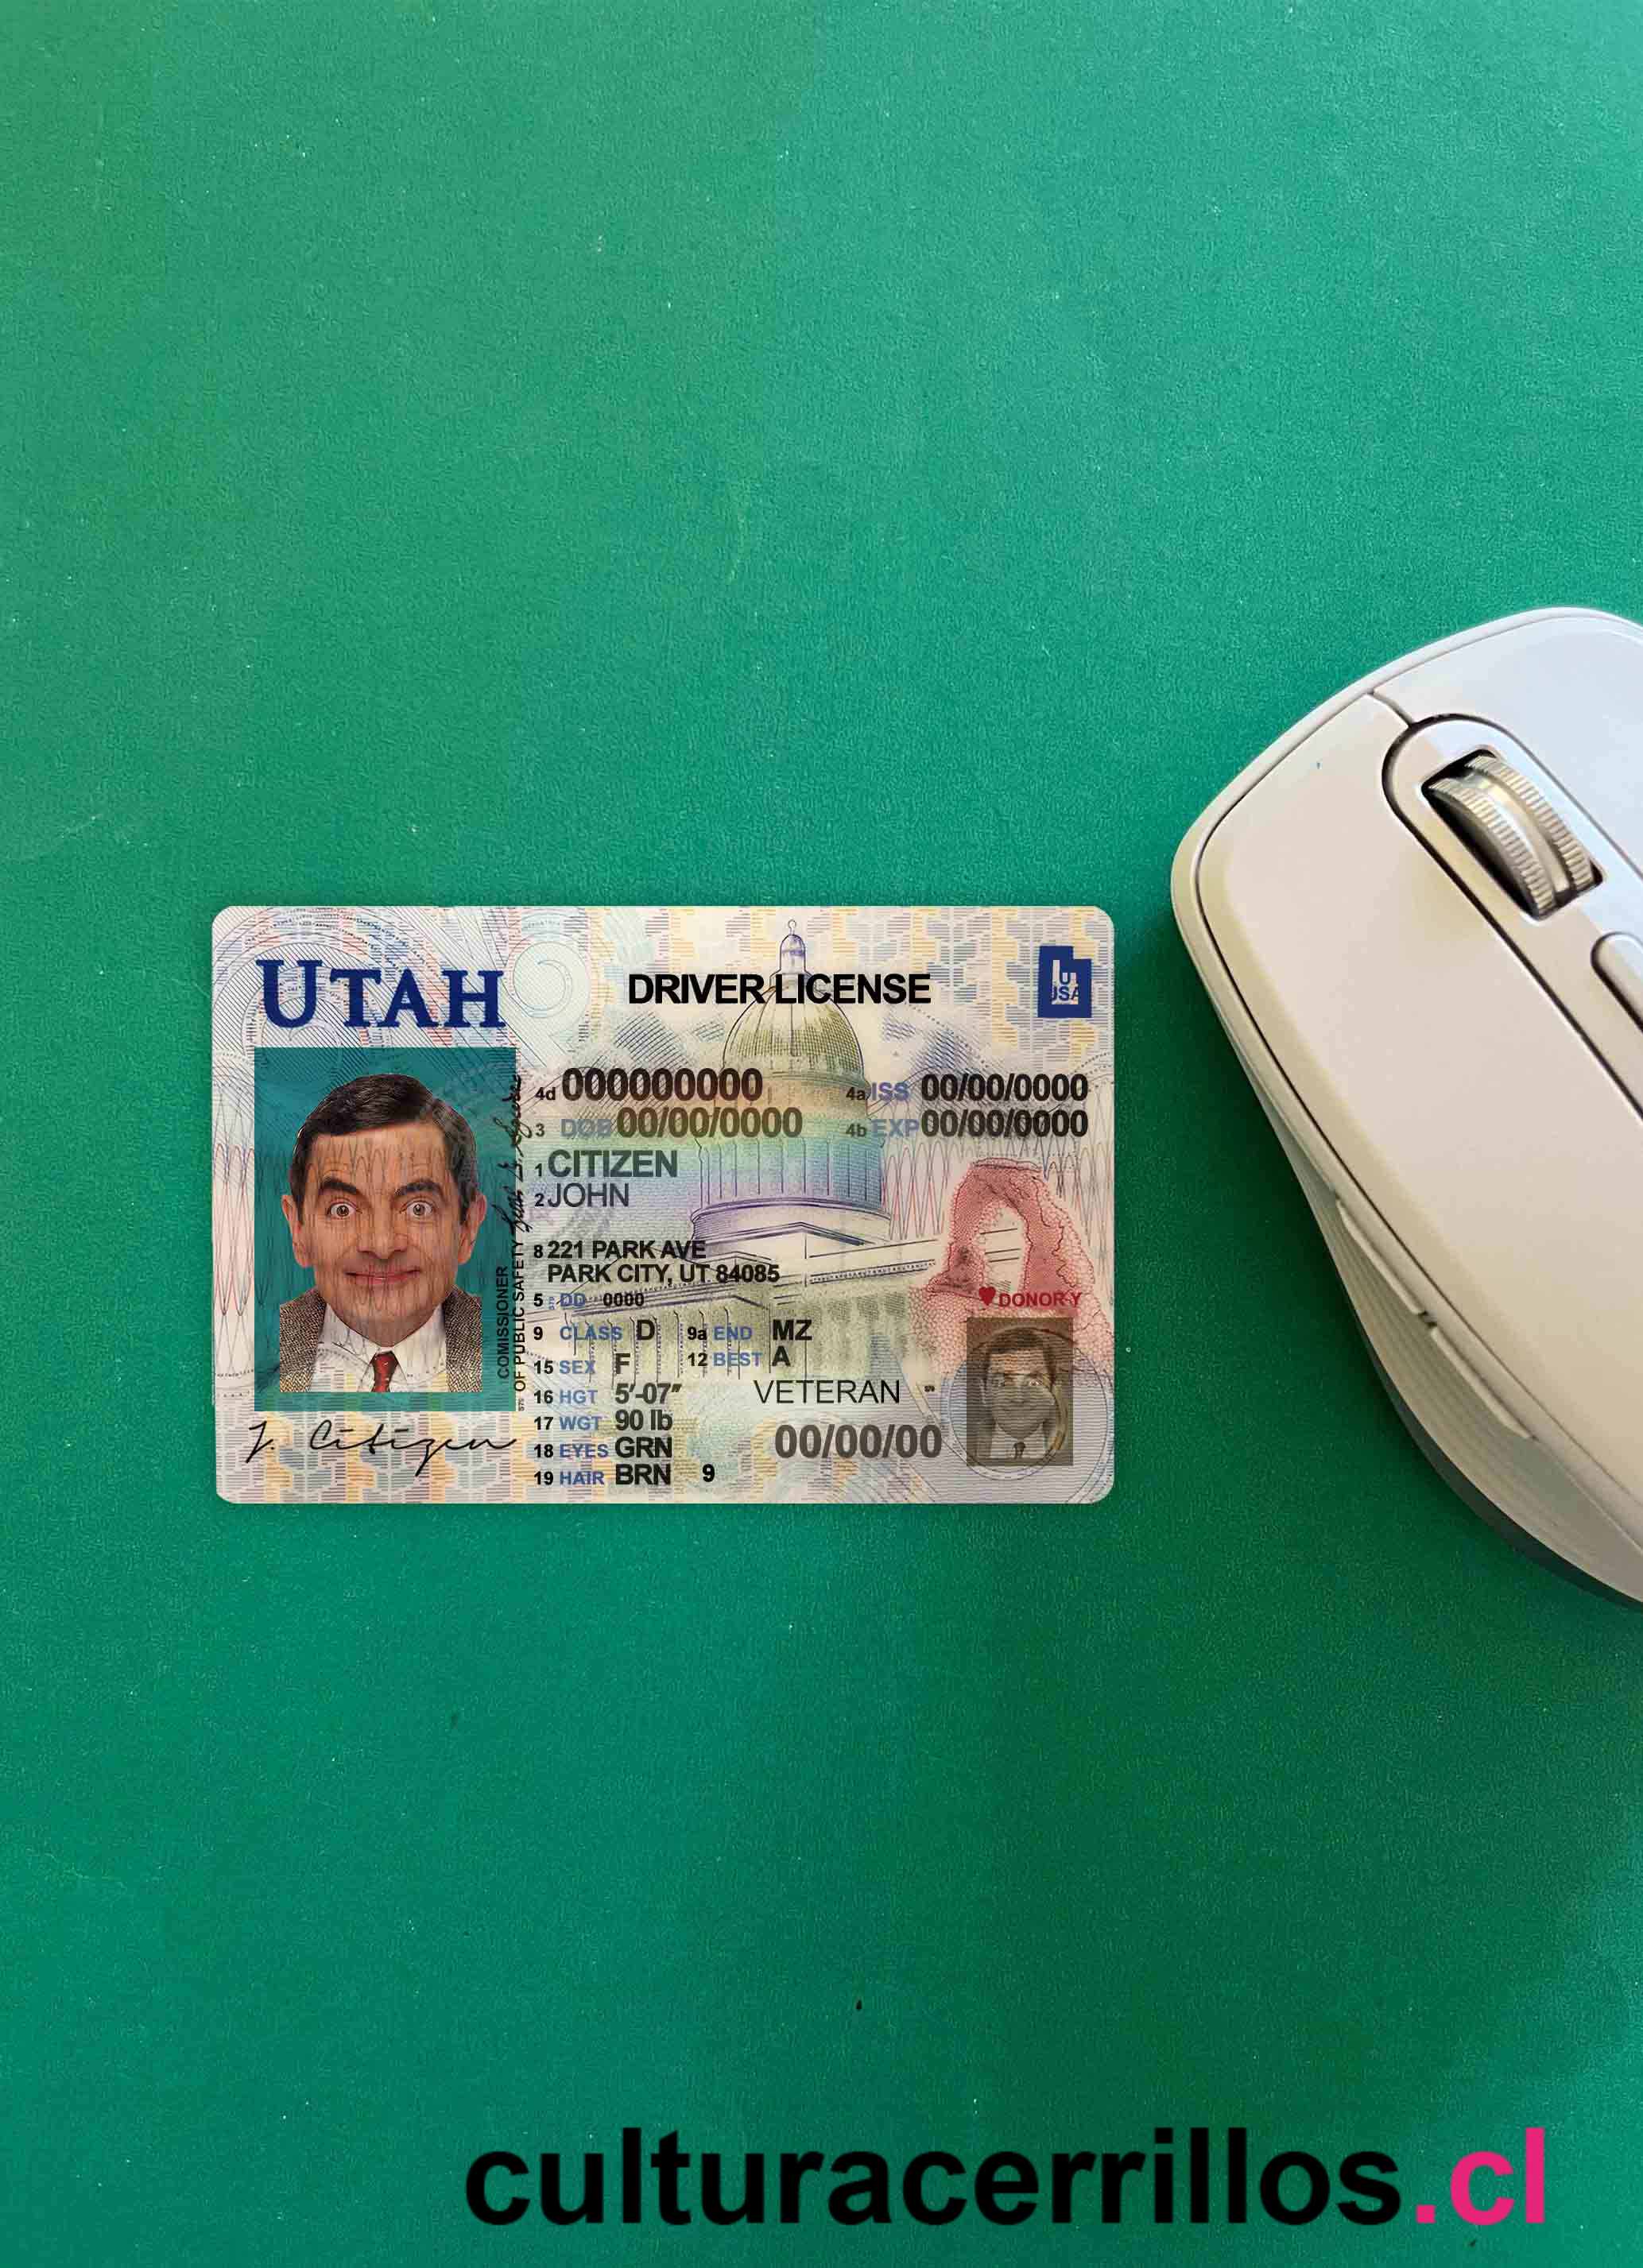 UTAH
DRIVER LICENSE
USA
4d 000000000
4a ISS 00/00/0000
3 DOB 00/00/0000
4b EXP 00/00/0000
1 CITIZEN
2 JOHN
8 221 PARK AVE
PARK CITY, UT 84085
5 DD 0000
DONOR Y
9 CLASS D 9a END MZ
15 SEX F 12 BEST A
16 HGT 5'-07" VETERAN
17 WGT 90 lb
18 EYES GRN 00/00/00
19 HAIR BRN 9
COMISSIONER
OF PUBLIC SAFETY
J. Citizen
culturacerrillos.cl